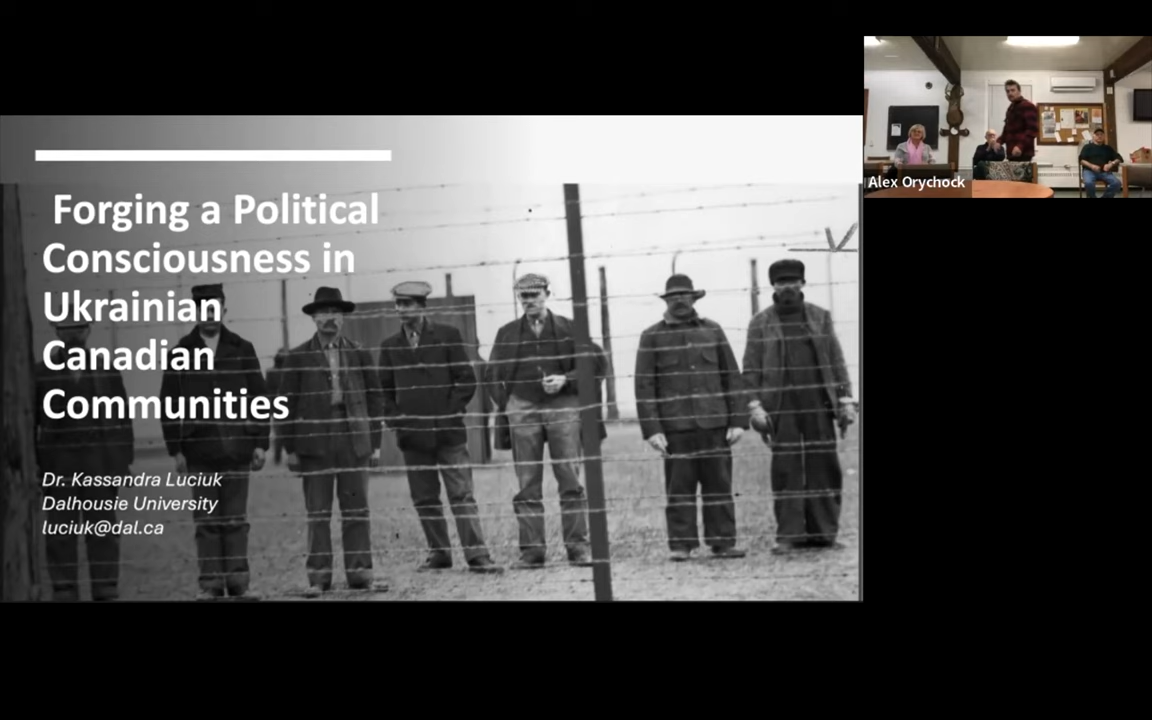 Forging a Political
Consciousness in
Ukrainian
Canadian
Communities
Dr. Kassandra Luciuk
Dalhousie University
luciuk@dal.ca
Alex Orychock